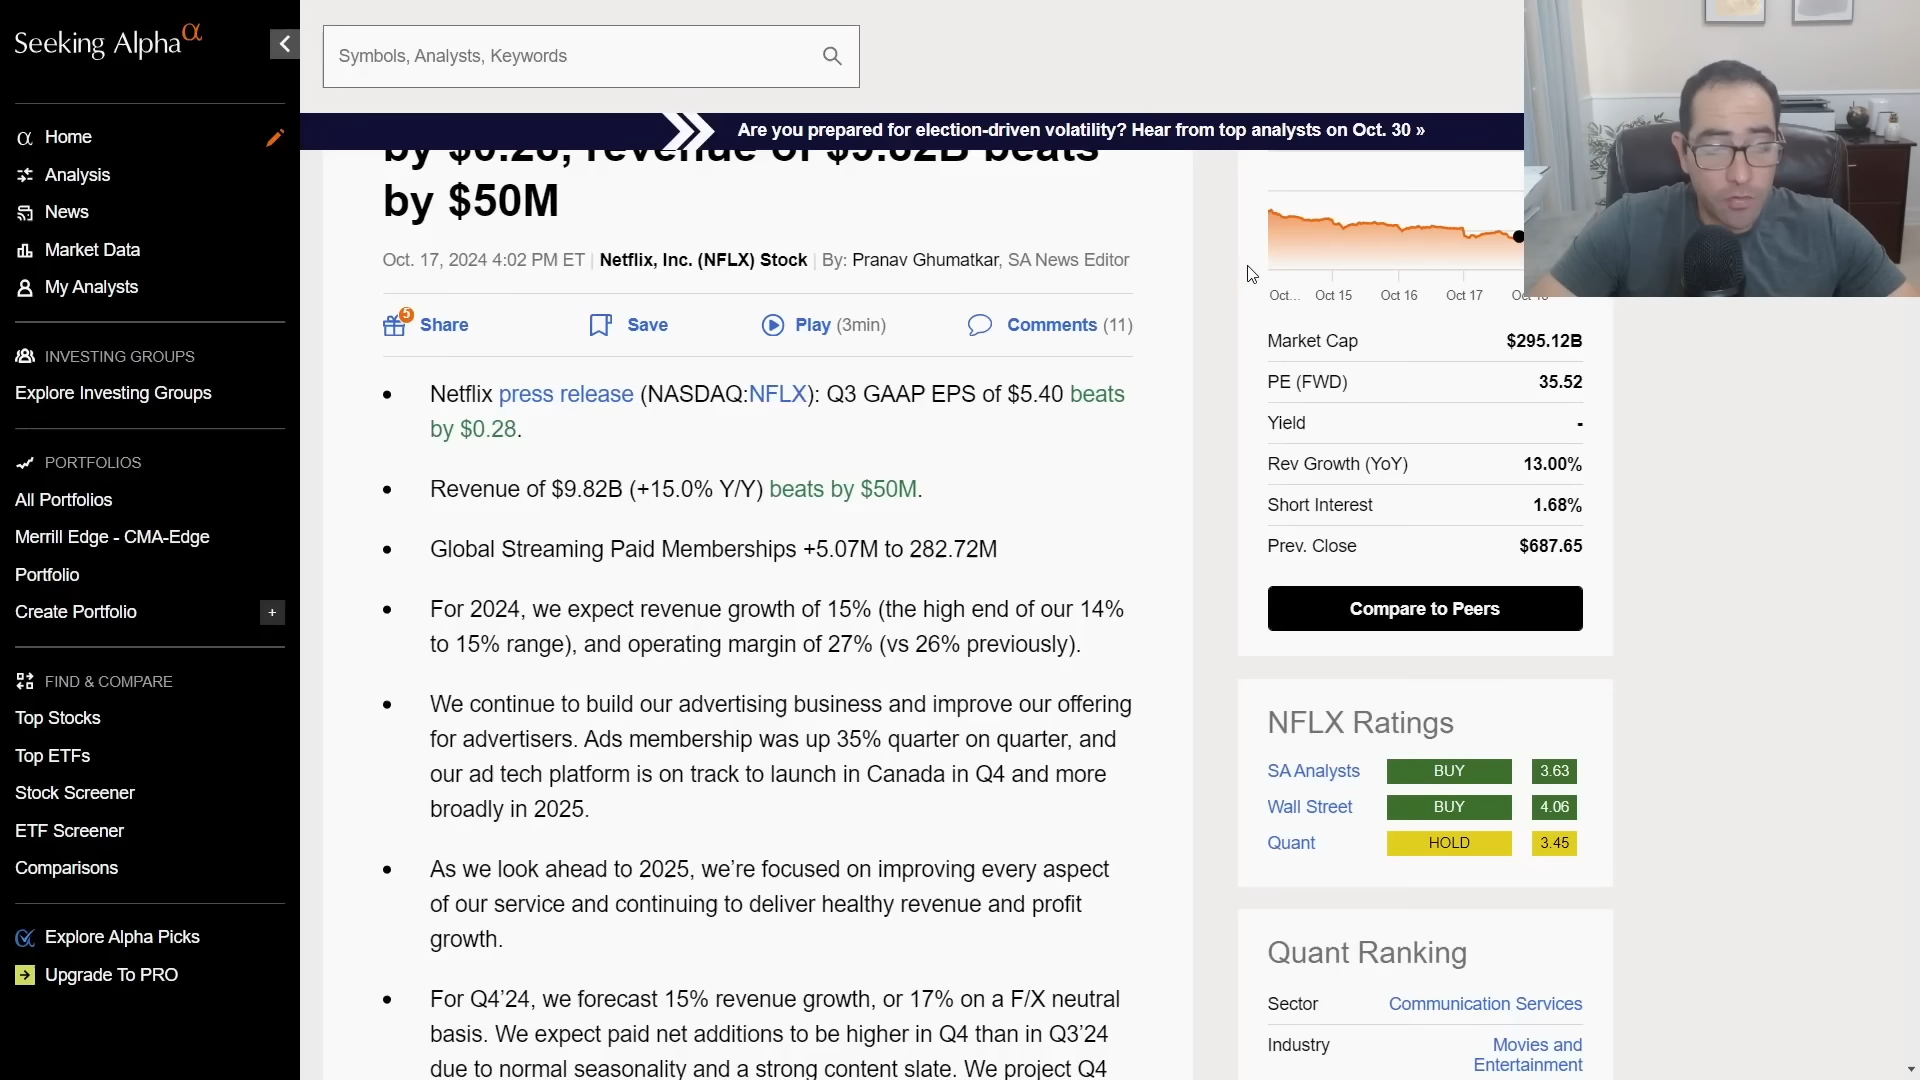 Seeking Alpha α
Symbols, Analysts, Keywords
Are you prepared for election-driven volatility? Hear from top analysts on Oct. 30 »
Home
Analysis
News
Market Data
My Analysts
INVESTING GROUPS
Explore Investing Groups
PORTFOLIOS
All Portfolios
Merrill Edge - CMA-Edge
Portfolio
Create Portfolio +
FIND & COMPARE
Top Stocks
Top ETFs
Stock Screener
ETF Screener
Comparisons
Explore Alpha Picks
Upgrade To PRO
by $0.28, revenue of $9.82B beats
by $50M
Oct. 17, 2024 4:02 PM ET | Netflix, Inc. (NFLX) Stock | By: Pranav Ghumatkar, SA News Editor
5 Share Save Play (3min) Comments (11)
• Netflix press release (NASDAQ:NFLX): Q3 GAAP EPS of $5.40 beats
by $0.28.
• Revenue of $9.82B (+15.0% Y/Y) beats by $50M.
• Global Streaming Paid Memberships +5.07M to 282.72M
• For 2024, we expect revenue growth of 15% (the high end of our 14%
to 15% range), and operating margin of 27% (vs 26% previously).
• We continue to build our advertising business and improve our offering
for advertisers. Ads membership was up 35% quarter on quarter, and
our ad tech platform is on track to launch in Canada in Q4 and more
broadly in 2025.
• As we look ahead to 2025, we’re focused on improving every aspect
of our service and continuing to deliver healthy revenue and profit
growth.
• For Q4’24, we forecast 15% revenue growth, or 17% on a F/X neutral
basis. We expect paid net additions to be higher in Q4 than in Q3’24
due to normal seasonality and a strong content slate. We project Q4
Oct... Oct 15 Oct 16 Oct 17
Market Cap $295.12B
PE (FWD) 35.52
Yield -
Rev Growth (YoY) 13.00%
Short Interest 1.68%
Prev. Close $687.65
Compare to Peers
NFLX Ratings
SA Analysts BUY 3.63
Wall Street BUY 4.06
Quant HOLD 3.45
Quant Ranking
Sector Communication Services
Industry Movies and
Entertainment